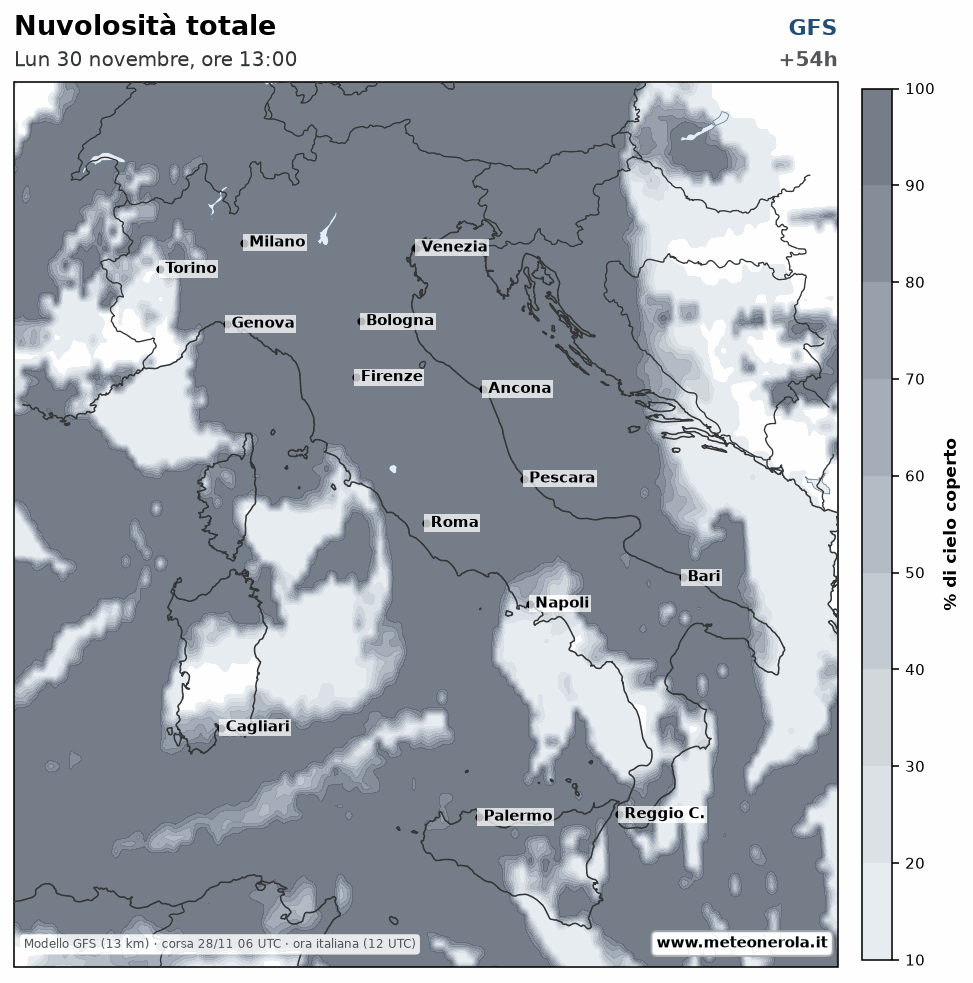 Nuvolosità totale
GFS
Lun 30 novembre, ore 13:00
+54h
100
90
80
70
60
50
40
30
20
10
% di cielo coperto
Milano
Venezia
Torino
Genova
Bologna
Firenze
Ancona
Pescara
Roma
Bari
Napoli
Cagliari
Palermo
Reggio C.
Modello GFS (13 km) · corsa 28/11 06 UTC · ora italiana (12 UTC)
www.meteonerola.it